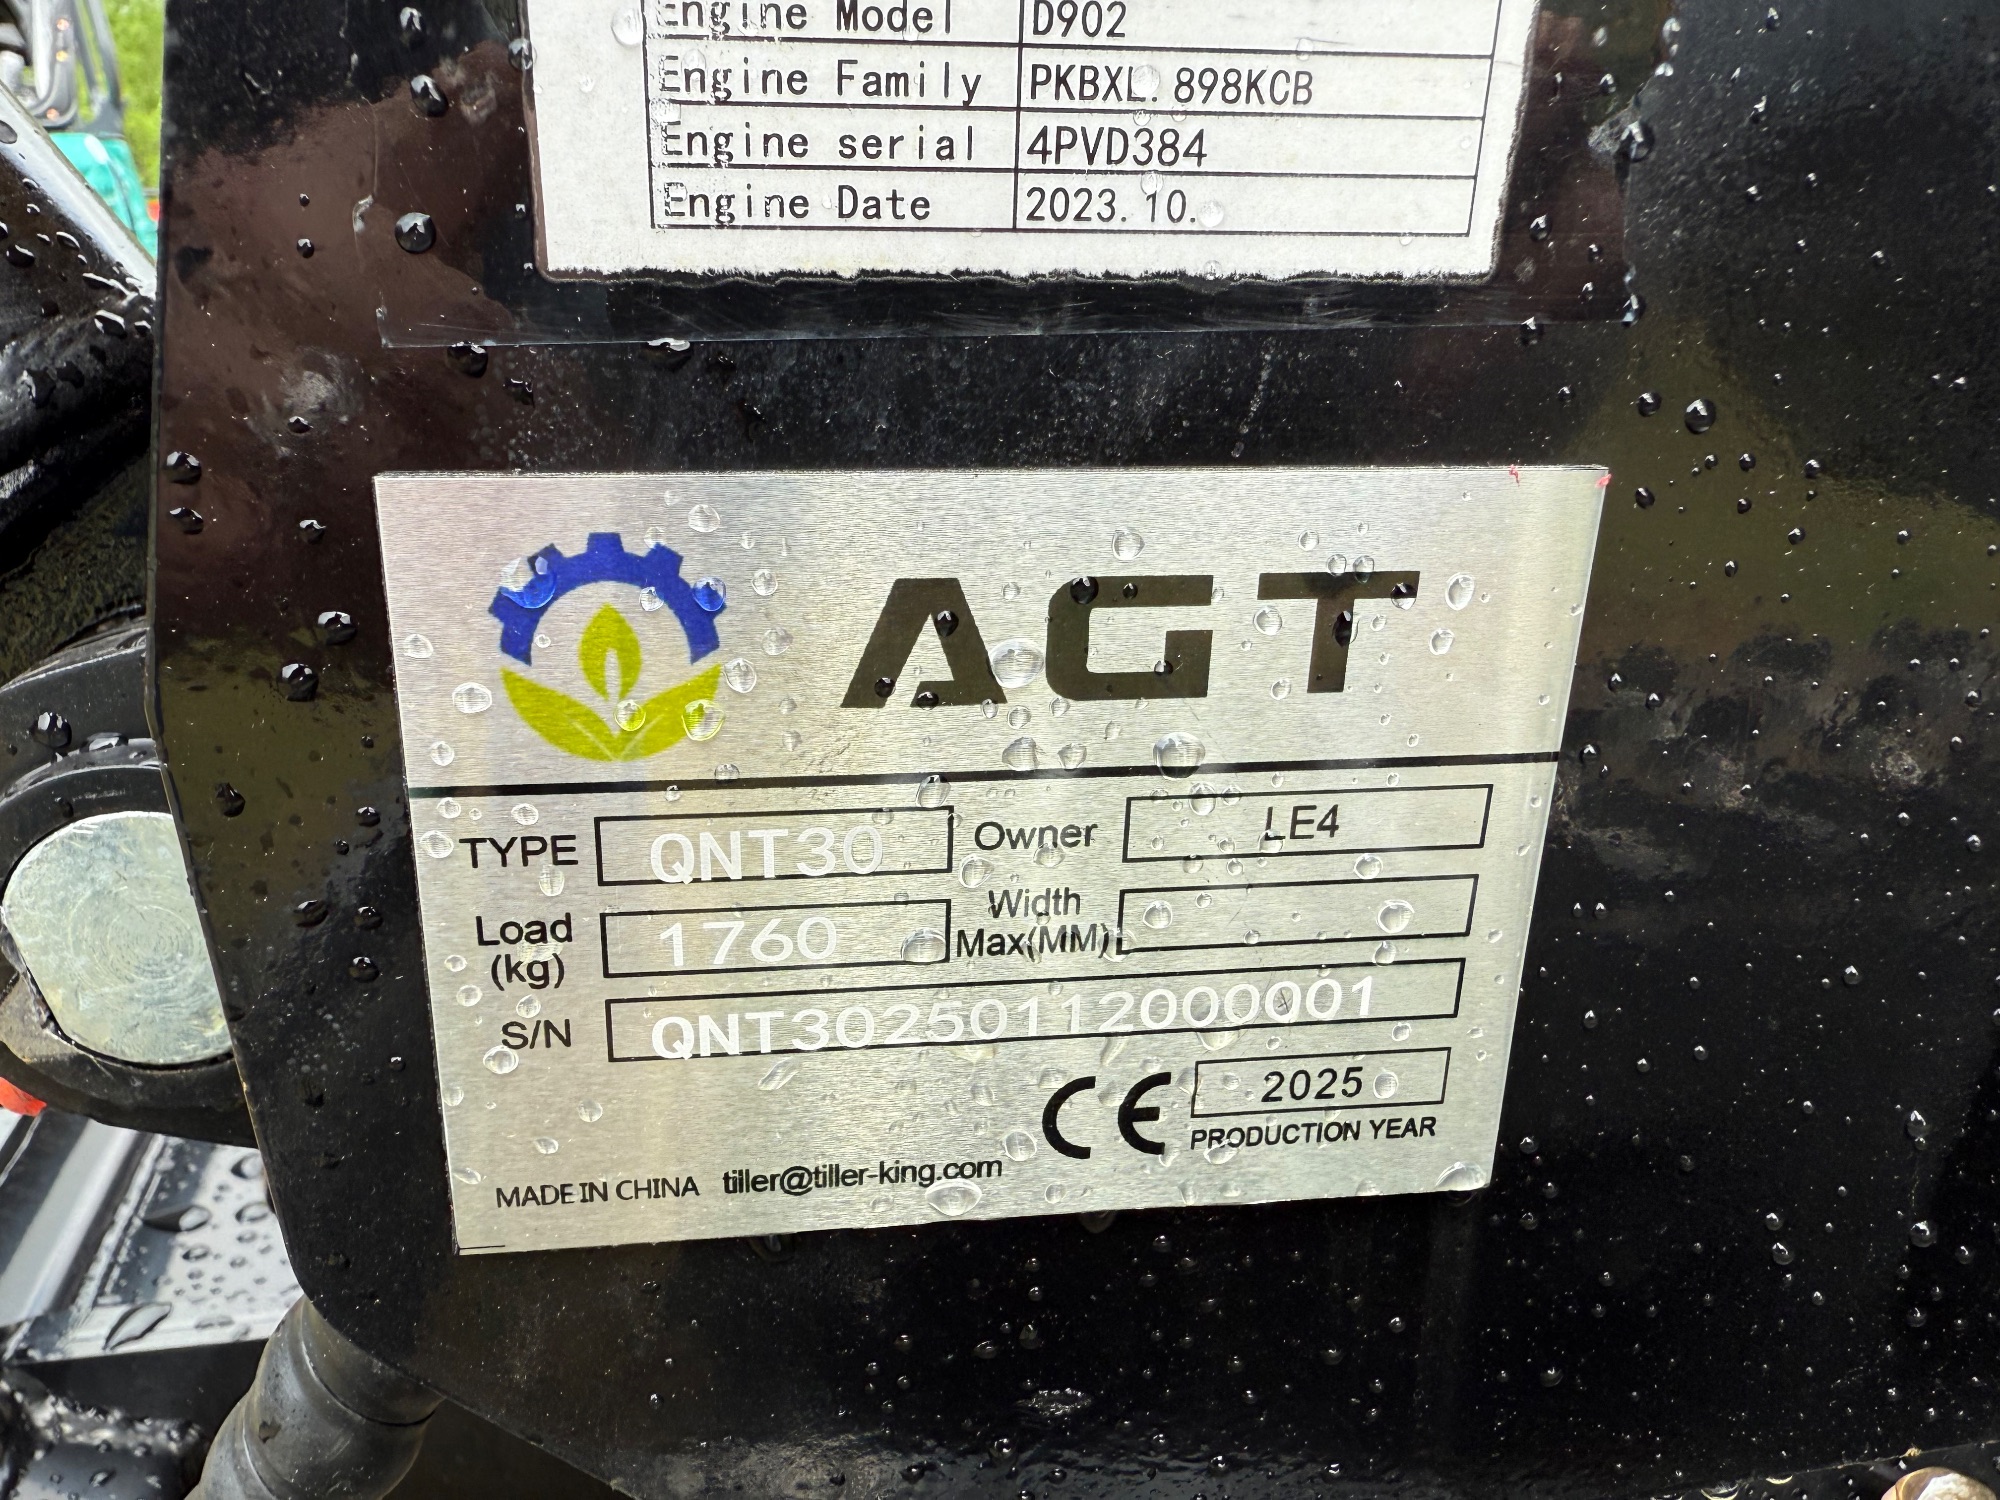 Engine Model D902
Engine Family PKBXL.898KCB
Engine serial 4PVD384
Engine Date 2023.10.
AGT
TYPE QNT30 Owner LE4
Load (kg) 1760 Width Max(MM)
S/N QNT30250112000001
CE 2025
PRODUCTION YEAR
MADE IN CHINA tiller@tiller-king.com